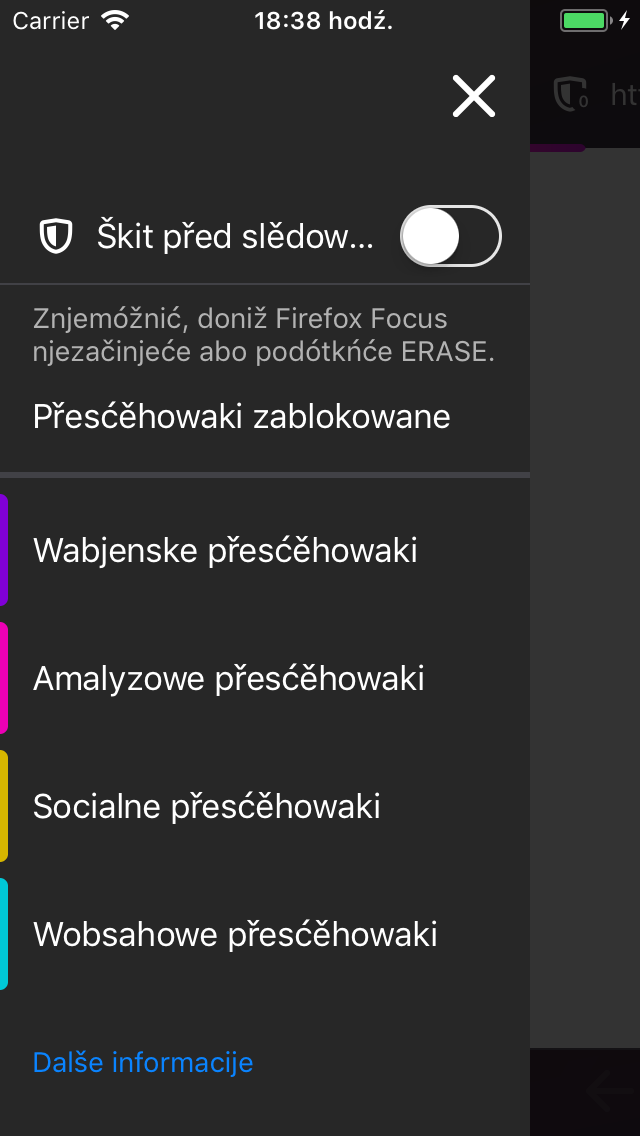 Carrier 18:38 hodź.
0 ht
Škit před slědow...
Znjemóžnić, doniž Firefox Focus
njezačinjeće abo podótkńće ERASE.
Přesćěhowaki zablokowane
Wabjenske přesćěhowaki
Amalyzowe přesćěhowaki
Socialne přesćěhowaki
Wobsahowe přesćěhowaki
Dalše informacije